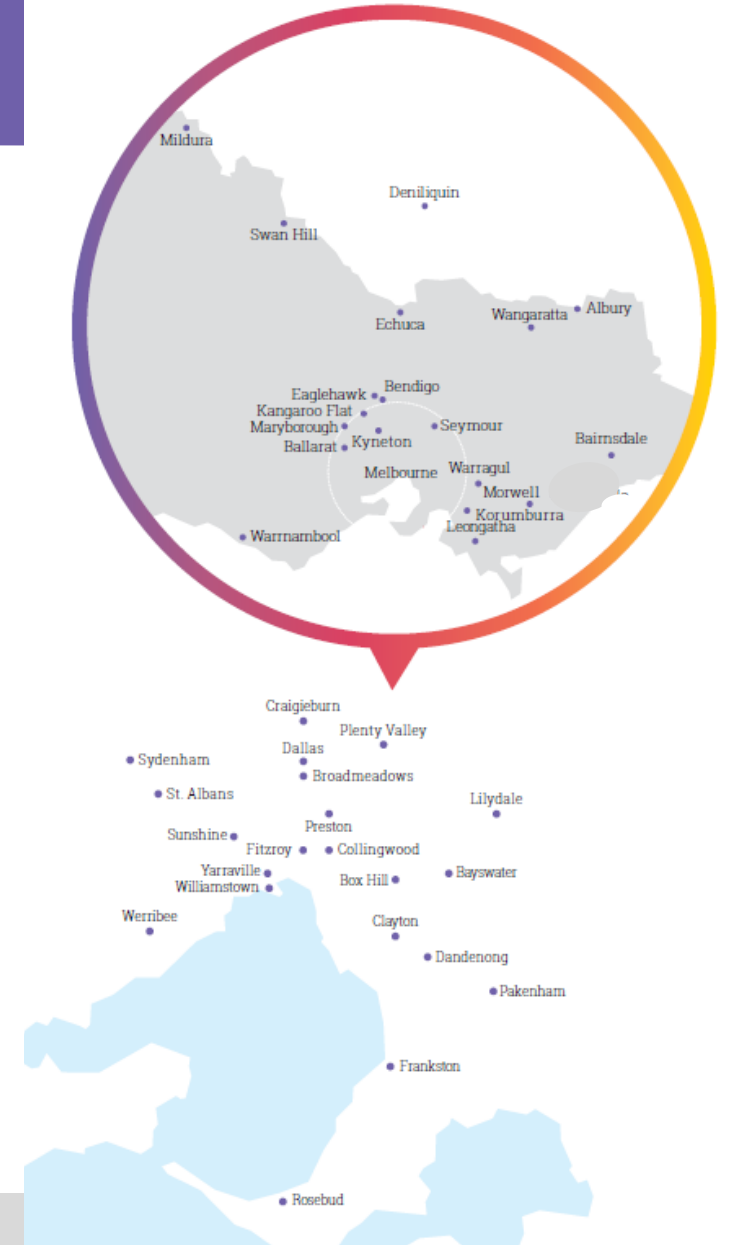 Mildura
Deniliquin
Swan Hill
Echuca
Wangaratta
Albury
Eaglehawk
Bendigo
Kangaroo Flat
Maryborough
Seymour
Kyneton
Ballarat
Bairnsdale
Melbourne
Warragul
Morwell
Korumburra
Leongatha
Warrnambool
Craigieburn
Plenty Valley
Dallas
Sydenham
Broadmeadows
St. Albans
Lilydale
Preston
Sunshine
Fitzroy
Collingwood
Yarraville
Box Hill
Bayswater
Williamstown
Werribee
Clayton
Dandenong
Pakenham
Frankston
Rosebud